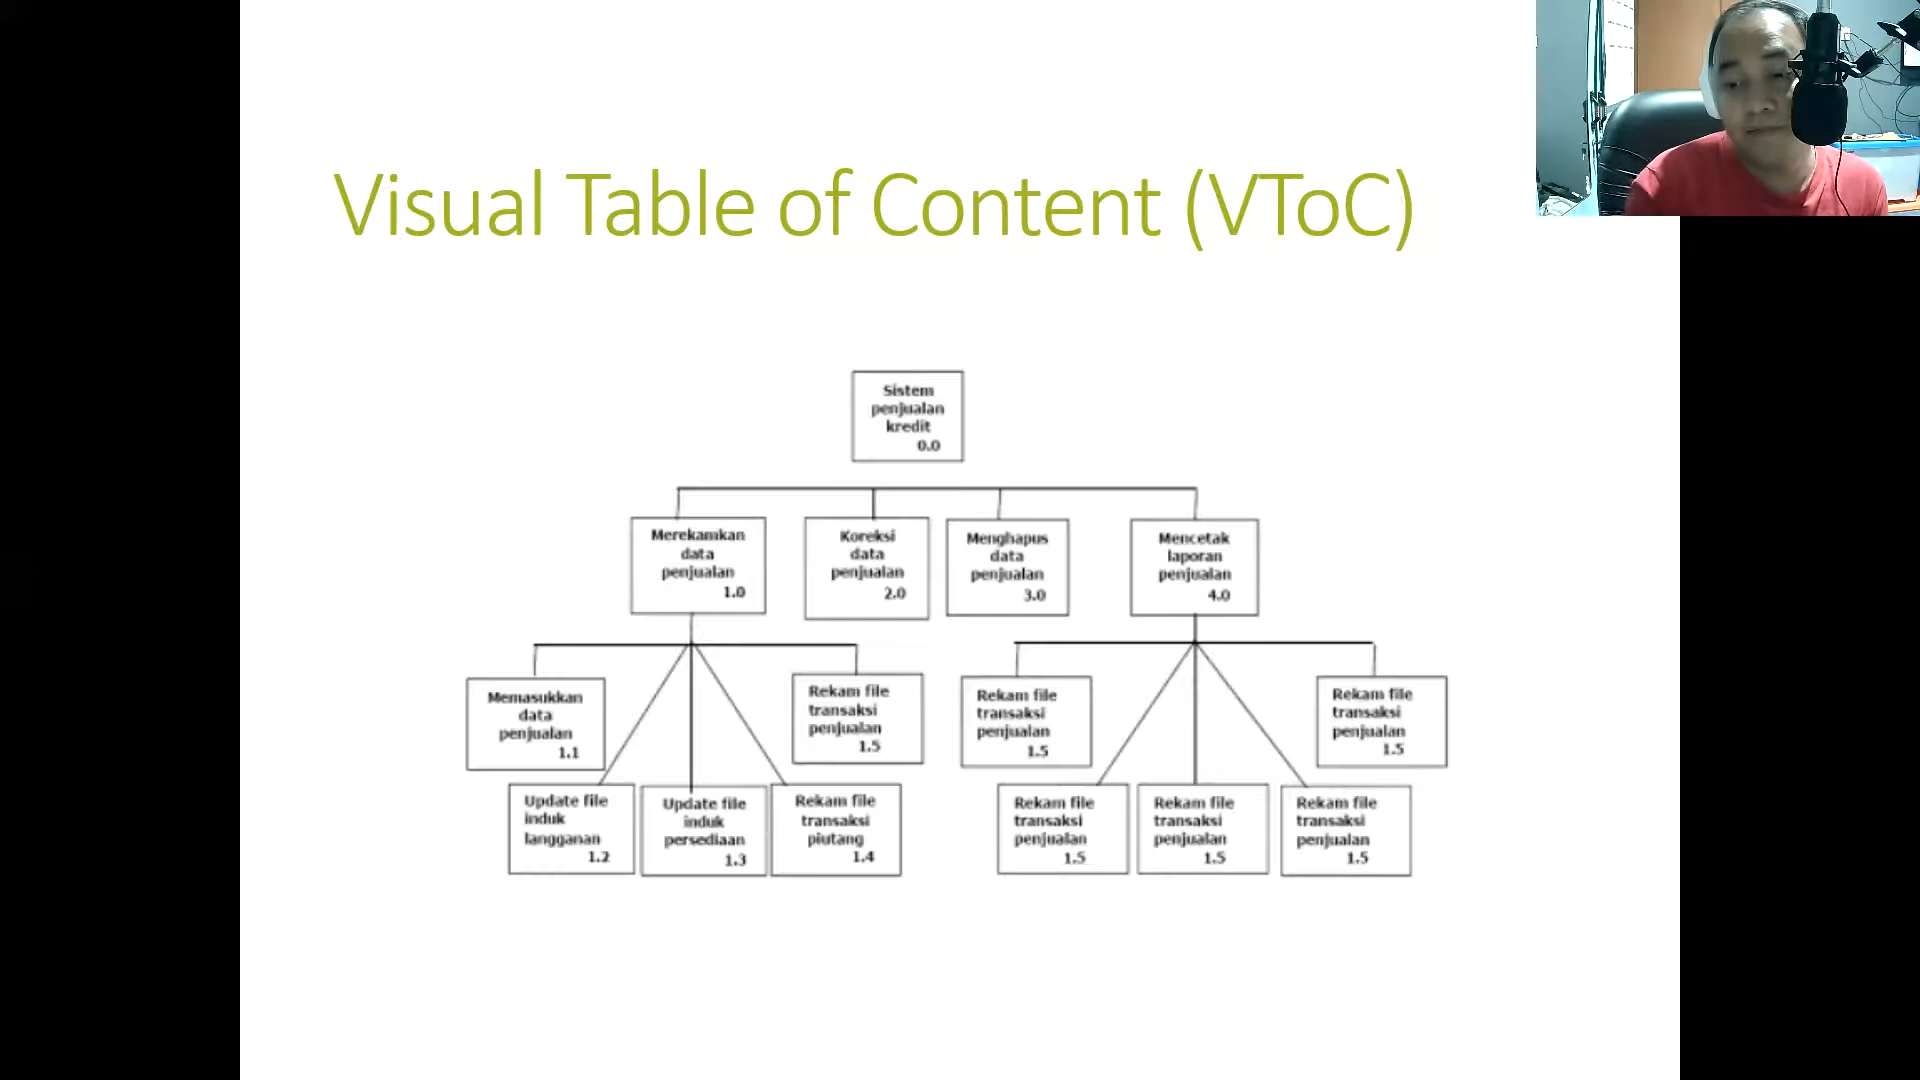 Visual Table of Content (VToC)
Sistem
penjualan
kredit
0.0
Merekamkan
data
penjualan
1.0
Koreksi
data
penjualan
2.0
Menghapus
data
penjualan
3.0
Mencetak
laporan
penjualan
4.0
Memasukkan
data
penjualan
1.1
Rekam file
transaksi
penjualan
1.5
Rekam file
transaksi
penjualan
1.5
Rekam file
transaksi
penjualan
1.5
Update file
induk
langganan
1.2
Update file
induk
persediaan
1.3
Rekam file
transaksi
piutang
1.4
Rekam file
transaksi
penjualan
1.5
Rekam file
transaksi
penjualan
1.5
Rekam file
transaksi
penjualan
1.5